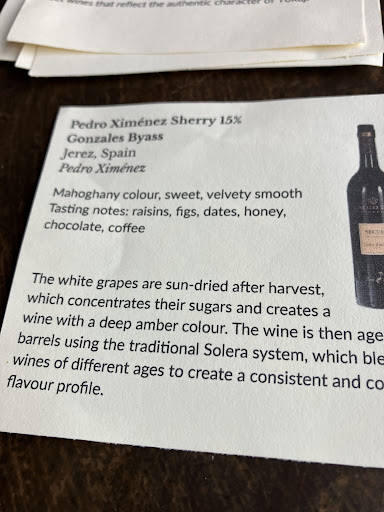 wines that reflect the authentic character of
Pedro Ximénez Sherry 15%
Gonzales Byass
Jerez, Spain
Pedro Ximénez
Mahoghany colour, sweet, velvety smooth
Tasting notes: raisins, figs, dates, honey,
chocolate, coffee
The white grapes are sun-dried after harvest,
which concentrates their sugars and creates a
wine with a deep amber colour. The wine is then age
barrels using the traditional Solera system, which ble
wines of different ages to create a consistent and co
flavour profile.